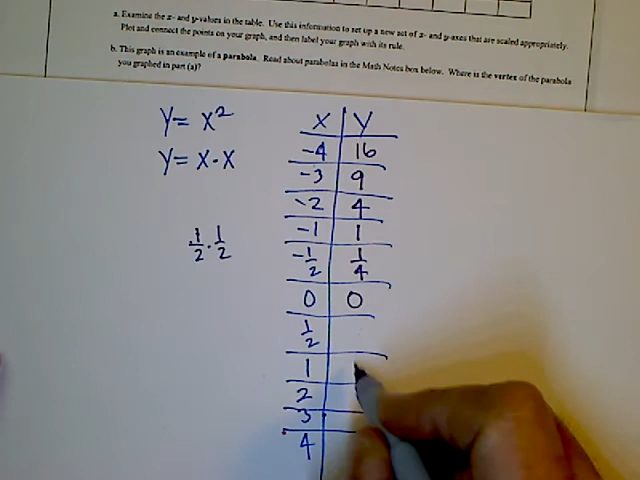 a. Examine the x- and y-values in the table. Use this information to set up a new set of x- and y-axes that are scaled appropriately.
Plot and connect the points on your graph, and then label your graph with its rule.
b. This graph is an example of a parabola. Read about parabolas in the Math Notes box below. Where is the vertex of the parabola
you graphed in part (a)?
y = x²
y = x · x
1/2 · 1/2
x y
-4 16
-3 9
-2 4
-1 1
-1/2 1/4
0 0
1/2
1
2
3
4